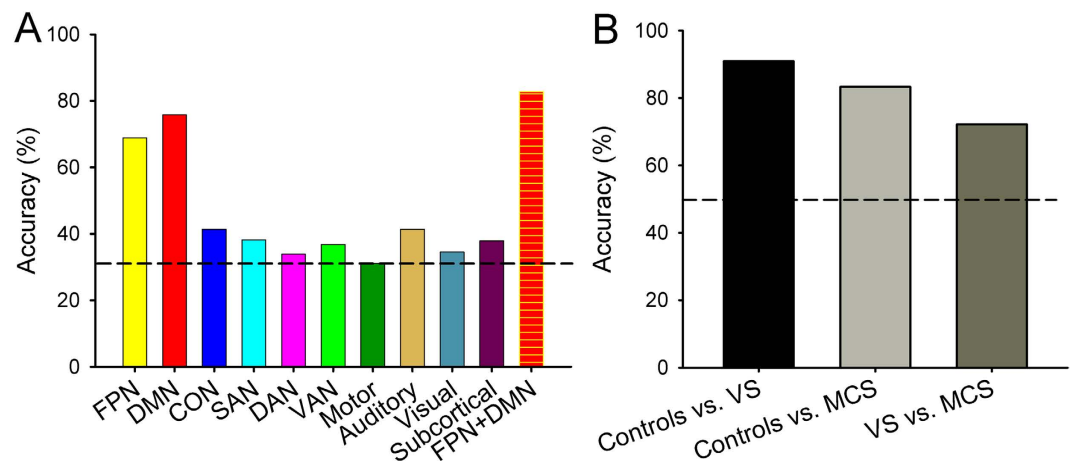 A
Accuracy (%)
100
80
60
40
20
0
FPN
DMN
CON
SAN
DAN
VAN
Motor
Auditory
Visual
Subcortical
FPN+DMN
B
Accuracy (%)
100
80
60
40
20
0
Controls vs. VS
Controls vs. MCS
VS vs. MCS